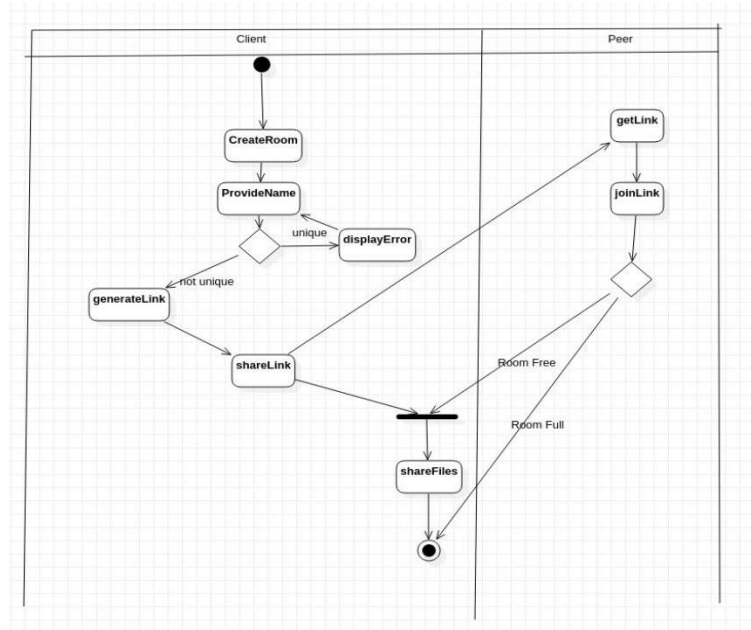 Client
Peer
CreateRoom
ProvideName
unique
displayError
not unique
generateLink
shareLink
getLink
joinLink
Room Free
Room Full
shareFiles